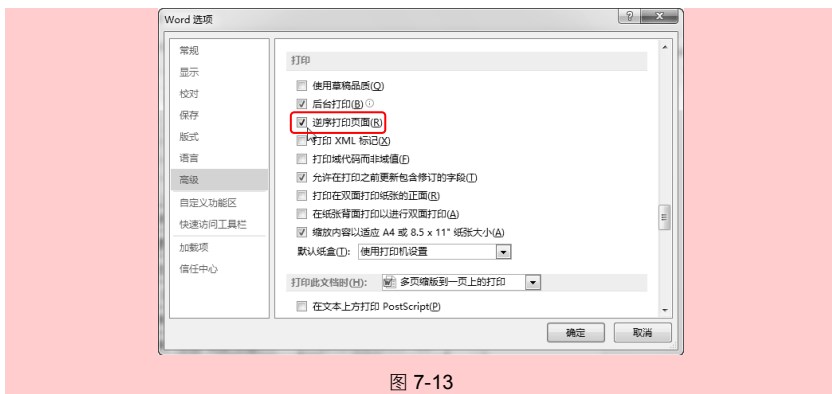 Word 选项
常规
显示
校对
保存
版式
语言
高级
自定义功能区
快速访问工具栏
加载项
信任中心
打印
使用草稿品质(Q)
后台打印(B)
逆序打印页面(R)
打印 XML 标记(X)
打印域代码而非域值(F)
允许在打印之前更新包含修订的字段(T)
打印在双面打印纸张的正面(R)
在纸张背面打印以进行双面打印(A)
缩放内容以适应 A4 或 8.5 x 11" 纸张大小(A)
默认纸盒(T): 使用打印机设置
打印此文档时(H): 多页缩版到一页上的打印
在文本上方打印 PostScript(P)
确定 取消
图 7-13